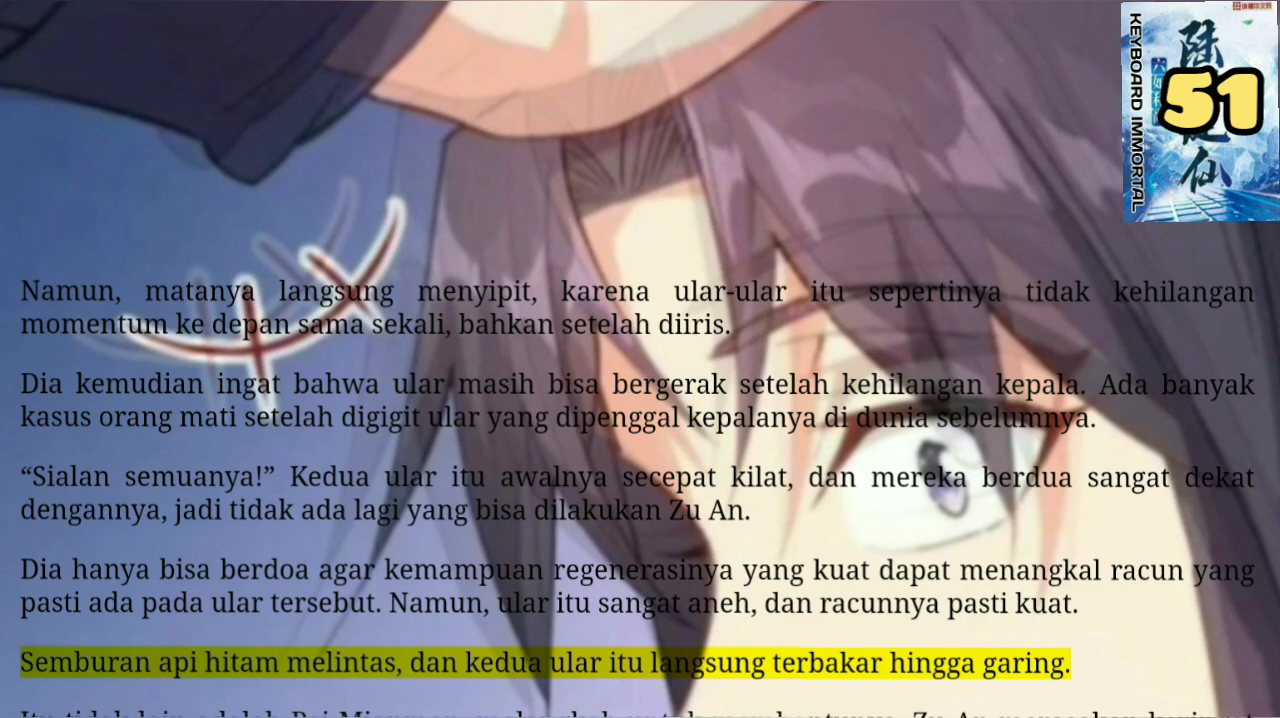 51
KEYBOARD IMMORTAL
Namun, matanya langsung menyipit, karena ular-ular itu sepertinya tidak kehilangan
momentum ke depan sama sekali, bahkan setelah diiris.
Dia kemudian ingat bahwa ular masih bisa bergerak setelah kehilangan kepala. Ada banyak
kasus orang mati setelah digigit ular yang dipenggal kepalanya di dunia sebelumnya.
“Sialan semuanya!” Kedua ular itu awalnya secepat kilat, dan mereka berdua sangat dekat
dengannya, jadi tidak ada lagi yang bisa dilakukan Zu An.
Dia hanya bisa berdoa agar kemampuan regenerasinya yang kuat dapat menangkal racun yang
pasti ada pada ular tersebut. Namun, ular itu sangat aneh, dan racunnya pasti kuat.
Semburan api hitam melintas, dan kedua ular itu langsung terbakar hingga garing.